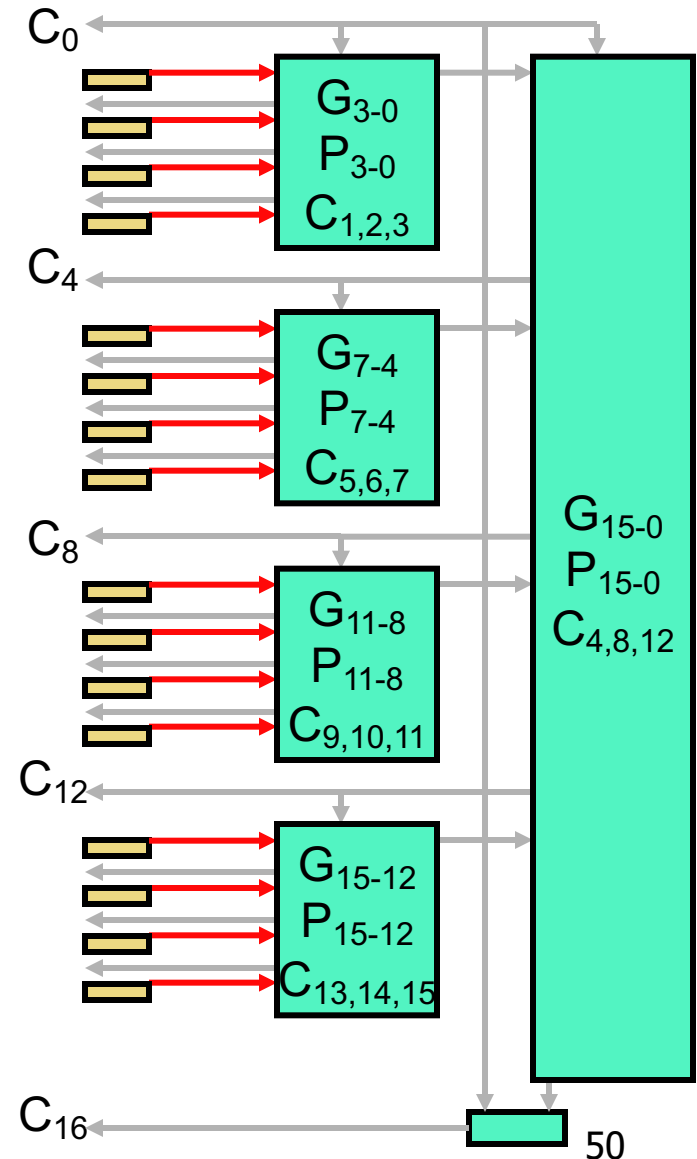 C₀
G₃₋₀
P₃₋₀
C₁,₂,₃
C₄
G₇₋₄
P₇₋₄
C₅,₆,₇
C₈
G₁₁₋₈
P₁₁₋₈
C₉,₁₀,₁₁
G₁₅₋₀
P₁₅₋₀
C₄,₈,₁₂
C₁₂
G₁₅₋₁₂
P₁₅₋₁₂
C₁₃,₁₄,₁₅
C₁₆
50